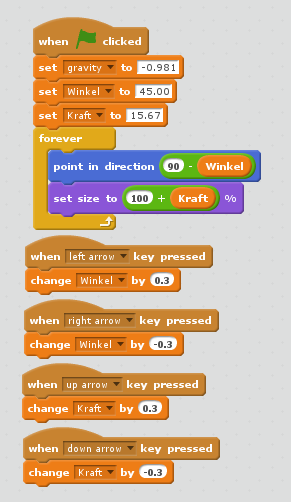 when clicked
set gravity to -0.981
set Winkel to 45.00
set Kraft to 15.67
forever
point in direction 90 - Winkel
set size to 100 + Kraft %
when left arrow key pressed
change Winkel by 0.3
when right arrow key pressed
change Winkel by -0.3
when up arrow key pressed
change Kraft by 0.3
when down arrow key pressed
change Kraft by -0.3